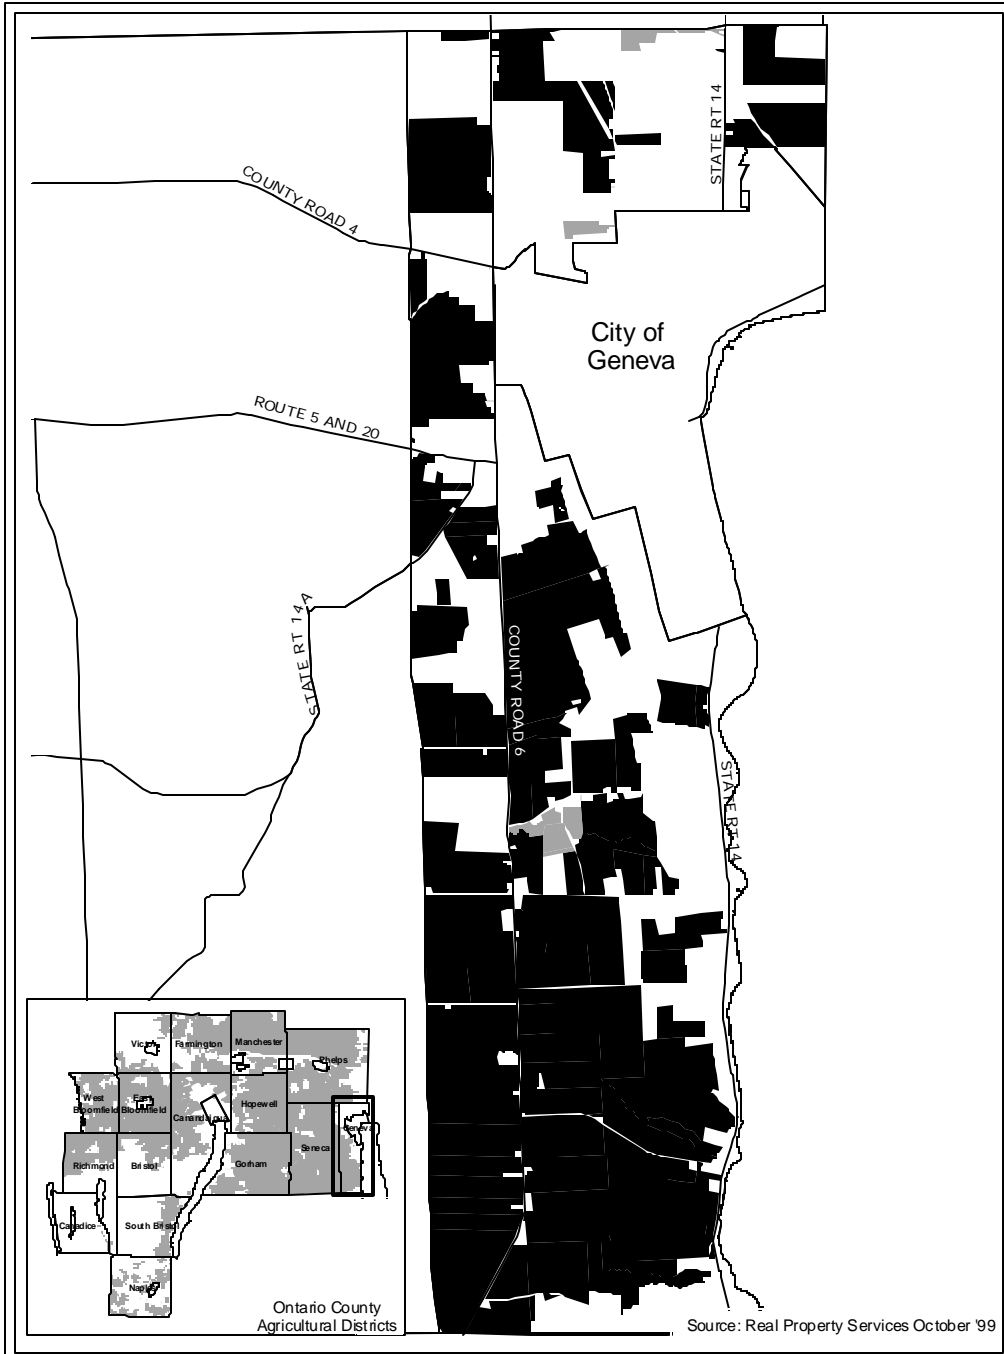 STATE RT 14
COUNTY ROAD 4
City of
Geneva
ROUTE 5 AND 20
STATE RT 14A
COUNTY ROAD 6
STATE RT 14
Victor
Farmington
Manchester
Phelps
West
Bloomfield
East
Bloomfield
Canandaigua
Hopewell
Geneva
Seneca
Richmond
Bristol
Gorham
Canadice
South Bristol
Naples
Ontario County
Agricultural Districts
Source: Real Property Services October '99